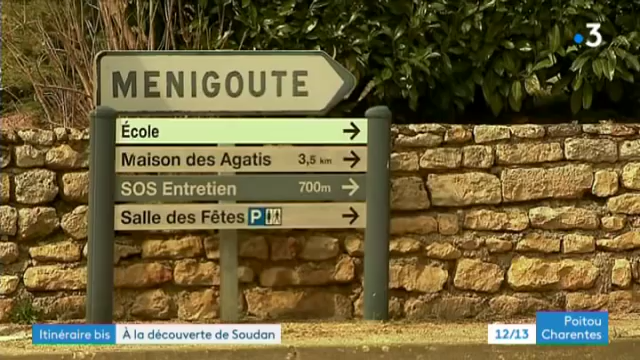 .3
MENIGOUTE
École
Maison des Agatis 3,5 km
SOS Entretien 700m
Salle des Fêtes P
Itinéraire bis À la découverte de Soudan
12/13 Poitou
Charentes